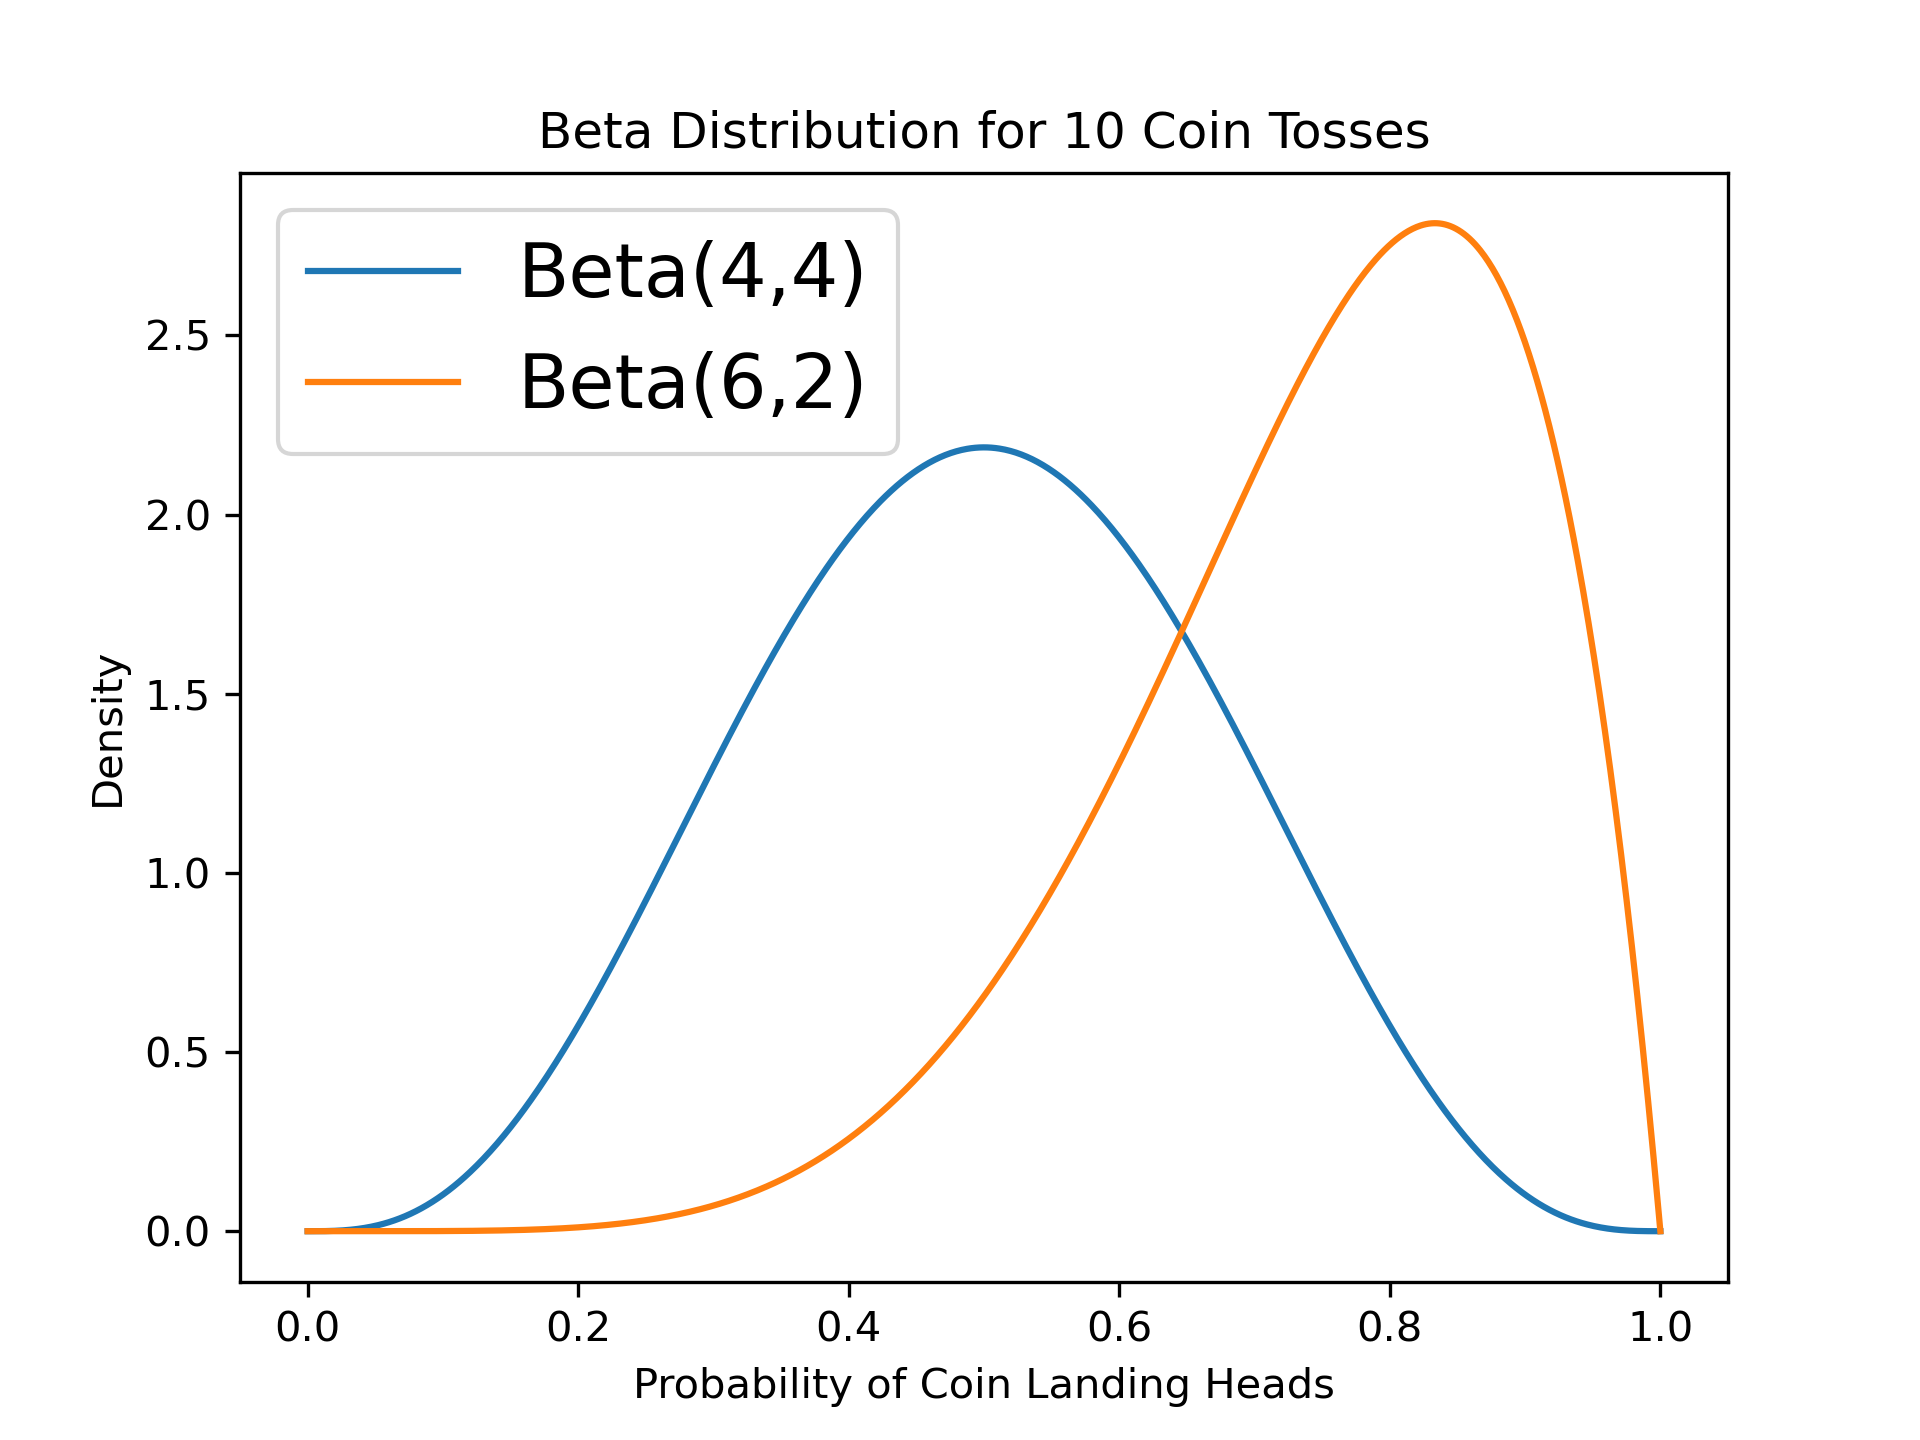 Beta Distribution for 10 Coin Tosses
Beta(4,4)
Beta(6,2)
2.5
2.0
1.5
1.0
0.5
0.0
Density
0.0 0.2 0.4 0.6 0.8 1.0
Probability of Coin Landing Heads